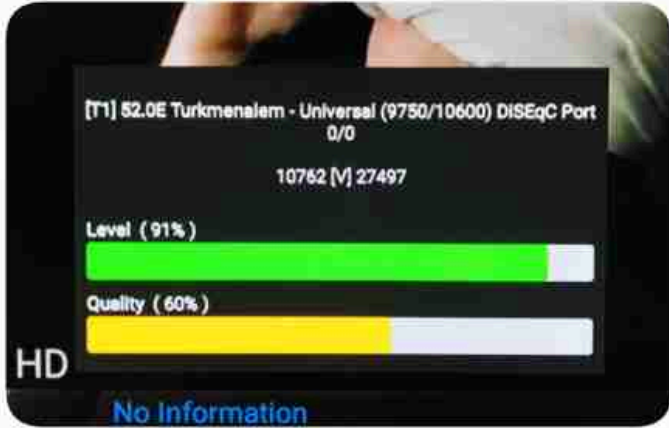 [T1] 52.0E Turkmenalem - Universal (9750/10600) DiSEqC Port
0/0
10762 [V] 27497
Level ( 91% )
Quality ( 60% )
HD
No Information